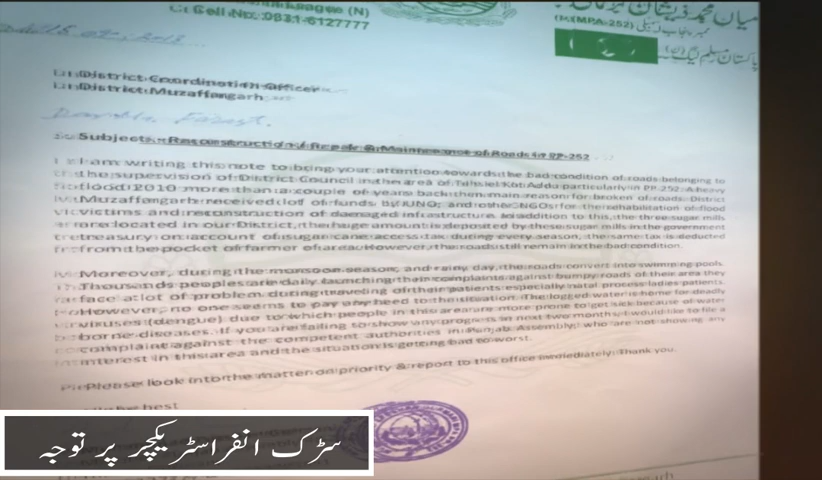 League (N)
Cell No: 0331-6127777
(MPA-252)
District Coordination Officer
District Muzaffargarh
Subject: Reconstruction / Repair & Maintenance of Roads in PP-252
I am writing this note to bring your attention towards the bad condition of roads belonging to
the supervision of District Council in the area of Tehsiel Kot Addu particularly in PP-252. A heavy
flood 2010 more than a couple of years back then main reason for broken of roads. District
Muzaffargarh received lot of funds by UNO, and other NGOs for the rehabilitation of flood
Victims and reconstruction of damaged infrastructure. In addition to this, the three sugar mills
are located in our District, the huge amount is deposited by these sugar mills in the government
treasury on account of sugar cane access tax during every season, the same tax is deducted
from the pocket of farmer of area. However, the roads still remain in the bad condition.
Moreover, during the monsoon season, and rainy day, the roads convert into swimming pools.
Thousands peoples are daily launching their complaints against bumpy roads of their area they
face a lot of problem during traveling of their patients especially natal process ladies patients.
However, no one seems to pay any heed to the situation. The logged water is home for deadly
viruses (dengue) due to which people in this area are more prone to get sick because of water
borne diseases. If you are failing to show any progress in next two months, I would like to file a
complaint against the competent authorities in Punjab Assembly, who are not showing any
interest in this area and the situation is getting bad to worst.
Please look into the matter on priority & report to this office immediately. Thank you.
best
سڑک انفراسٹریکچر پر توجہ